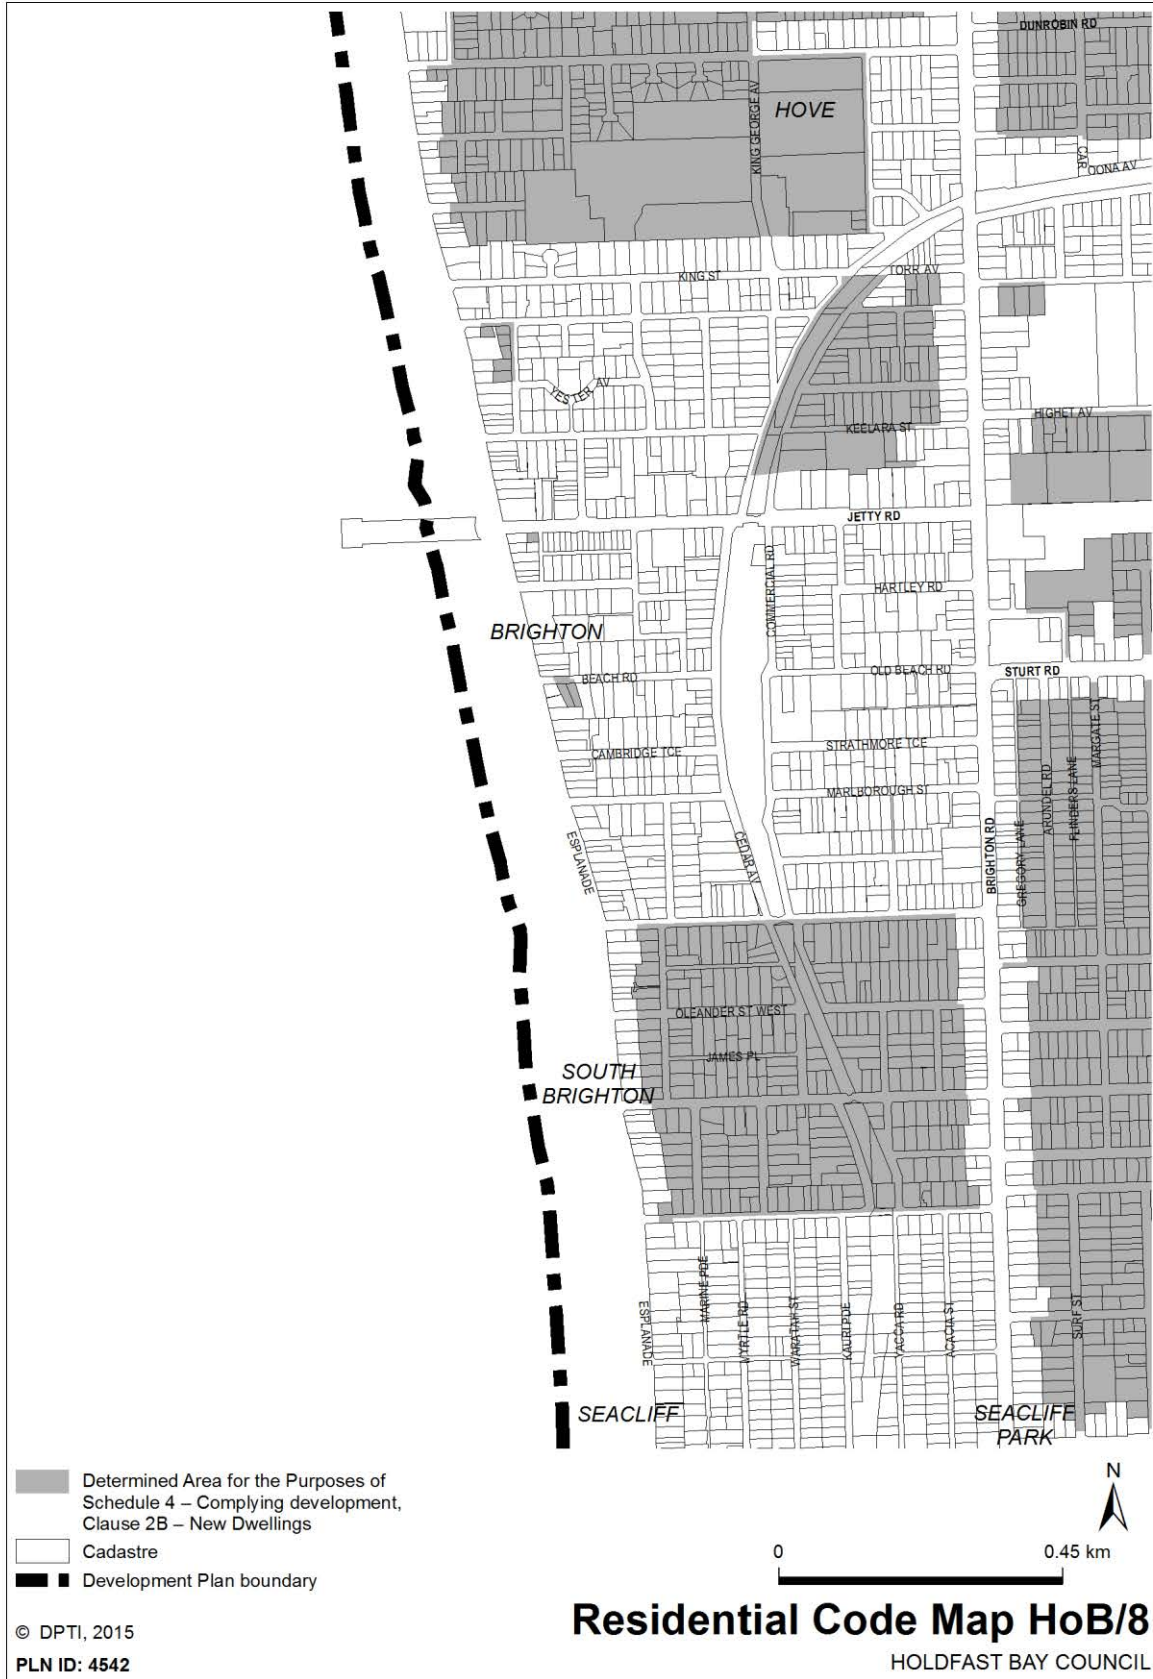 DUNROBIN RD
HOVE
KING GEORGE AV
CAR
OONA AV
KING ST
TORR AV
YESTER AV
HIGHET AV
KEELARA ST
JETTY RD
COMMERCIAL RD
HARTLEY RD
BRIGHTON
BEACH RD
OLD BEACH RD
STURT RD
MARGATE ST
CAMBRIDGE TCE
STRATHMORE TCE
ARUNDEL RD
FLINDERS LANE
MARLBOROUGH ST
ESPLANADE
CEDAR AV
BRIGHTON RD
GREGORY LANE
OLEANDER ST WEST
JAMES PL
SOUTH
BRIGHTON
ESPLANADE
MARINE PDE
MYRTLE RD
WARATAH ST
KAURI PDE
YACCA RD
ACACIA ST
SURF ST
SEACLIFF
SEACLIFF
PARK
Determined Area for the Purposes of
Schedule 4 – Complying development,
Clause 2B – New Dwellings
Cadastre
Development Plan boundary
N
0 0.45 km
Residential Code Map HoB/8
© DPTI, 2015
PLN ID: 4542
HOLDFAST BAY COUNCIL